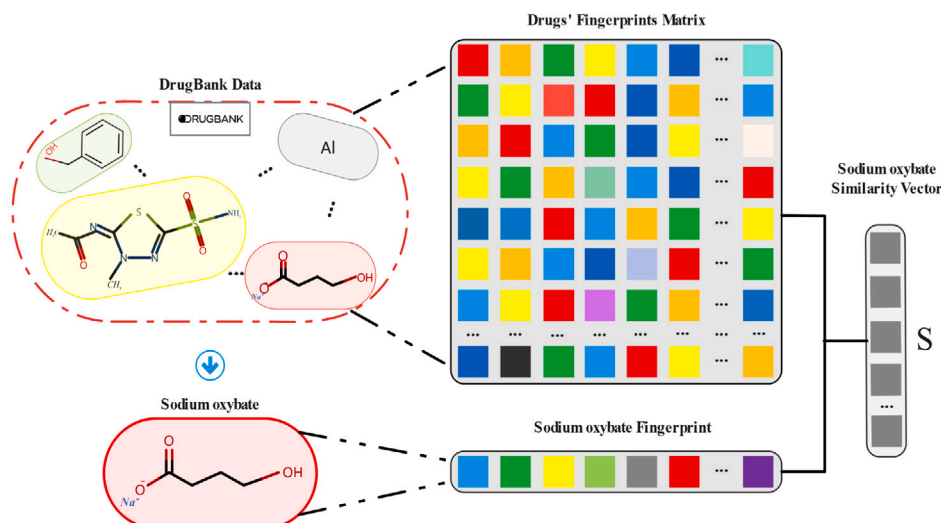 Drugs' Fingerprints Matrix
DrugBank Data
DRUGBANK
OH
Al
S
S
O
O
NH₂
H₃C
N
O
N
N
CH₃
O
O⁻
Na⁺
OH
...
...
...
...
... ... ... ... ... ... ... ...
Sodium oxybate
Similarity Vector
S
...
Sodium oxybate
O
O⁻
Na⁺
OH
Sodium oxybate Fingerprint
...